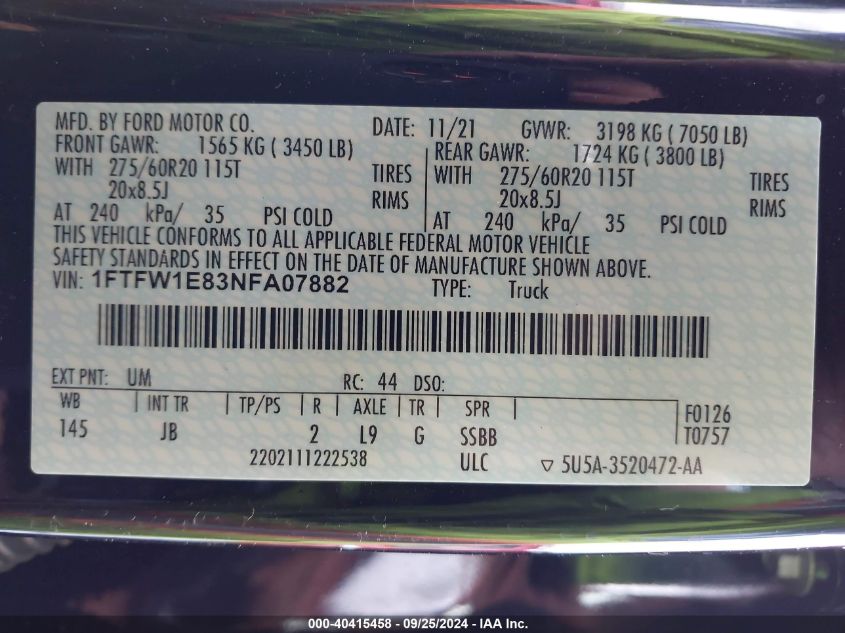 MFD. BY FORD MOTOR CO. DATE: 11/21 GVWR: 3198 KG ( 7050 LB)
FRONT GAWR: 1565 KG ( 3450 LB) REAR GAWR: 1724 KG ( 3800 LB)
WITH 275/60R20 115T TIRES WITH 275/60R20 115T TIRES
20x8.5J RIMS 20x8.5J RIMS
AT 240 kPa/ 35 PSI COLD AT 240 kPa/ 35 PSI COLD
THIS VEHICLE CONFORMS TO ALL APPLICABLE FEDERAL MOTOR VEHICLE
SAFETY STANDARDS IN EFFECT ON THE DATE OF MANUFACTURE SHOWN ABOVE.
VIN: 1FTFW1E83NFA07882 TYPE: Truck
EXT PNT: UM RC: 44 DSO:
WB INT TR TP/PS R AXLE TR SPR F0126
145 JB 2 L9 G SSBB T0757
2202111222538 ULC ▽ 5U5A-3520472-AA
000-40415458 - 09/25/2024 - IAA Inc.